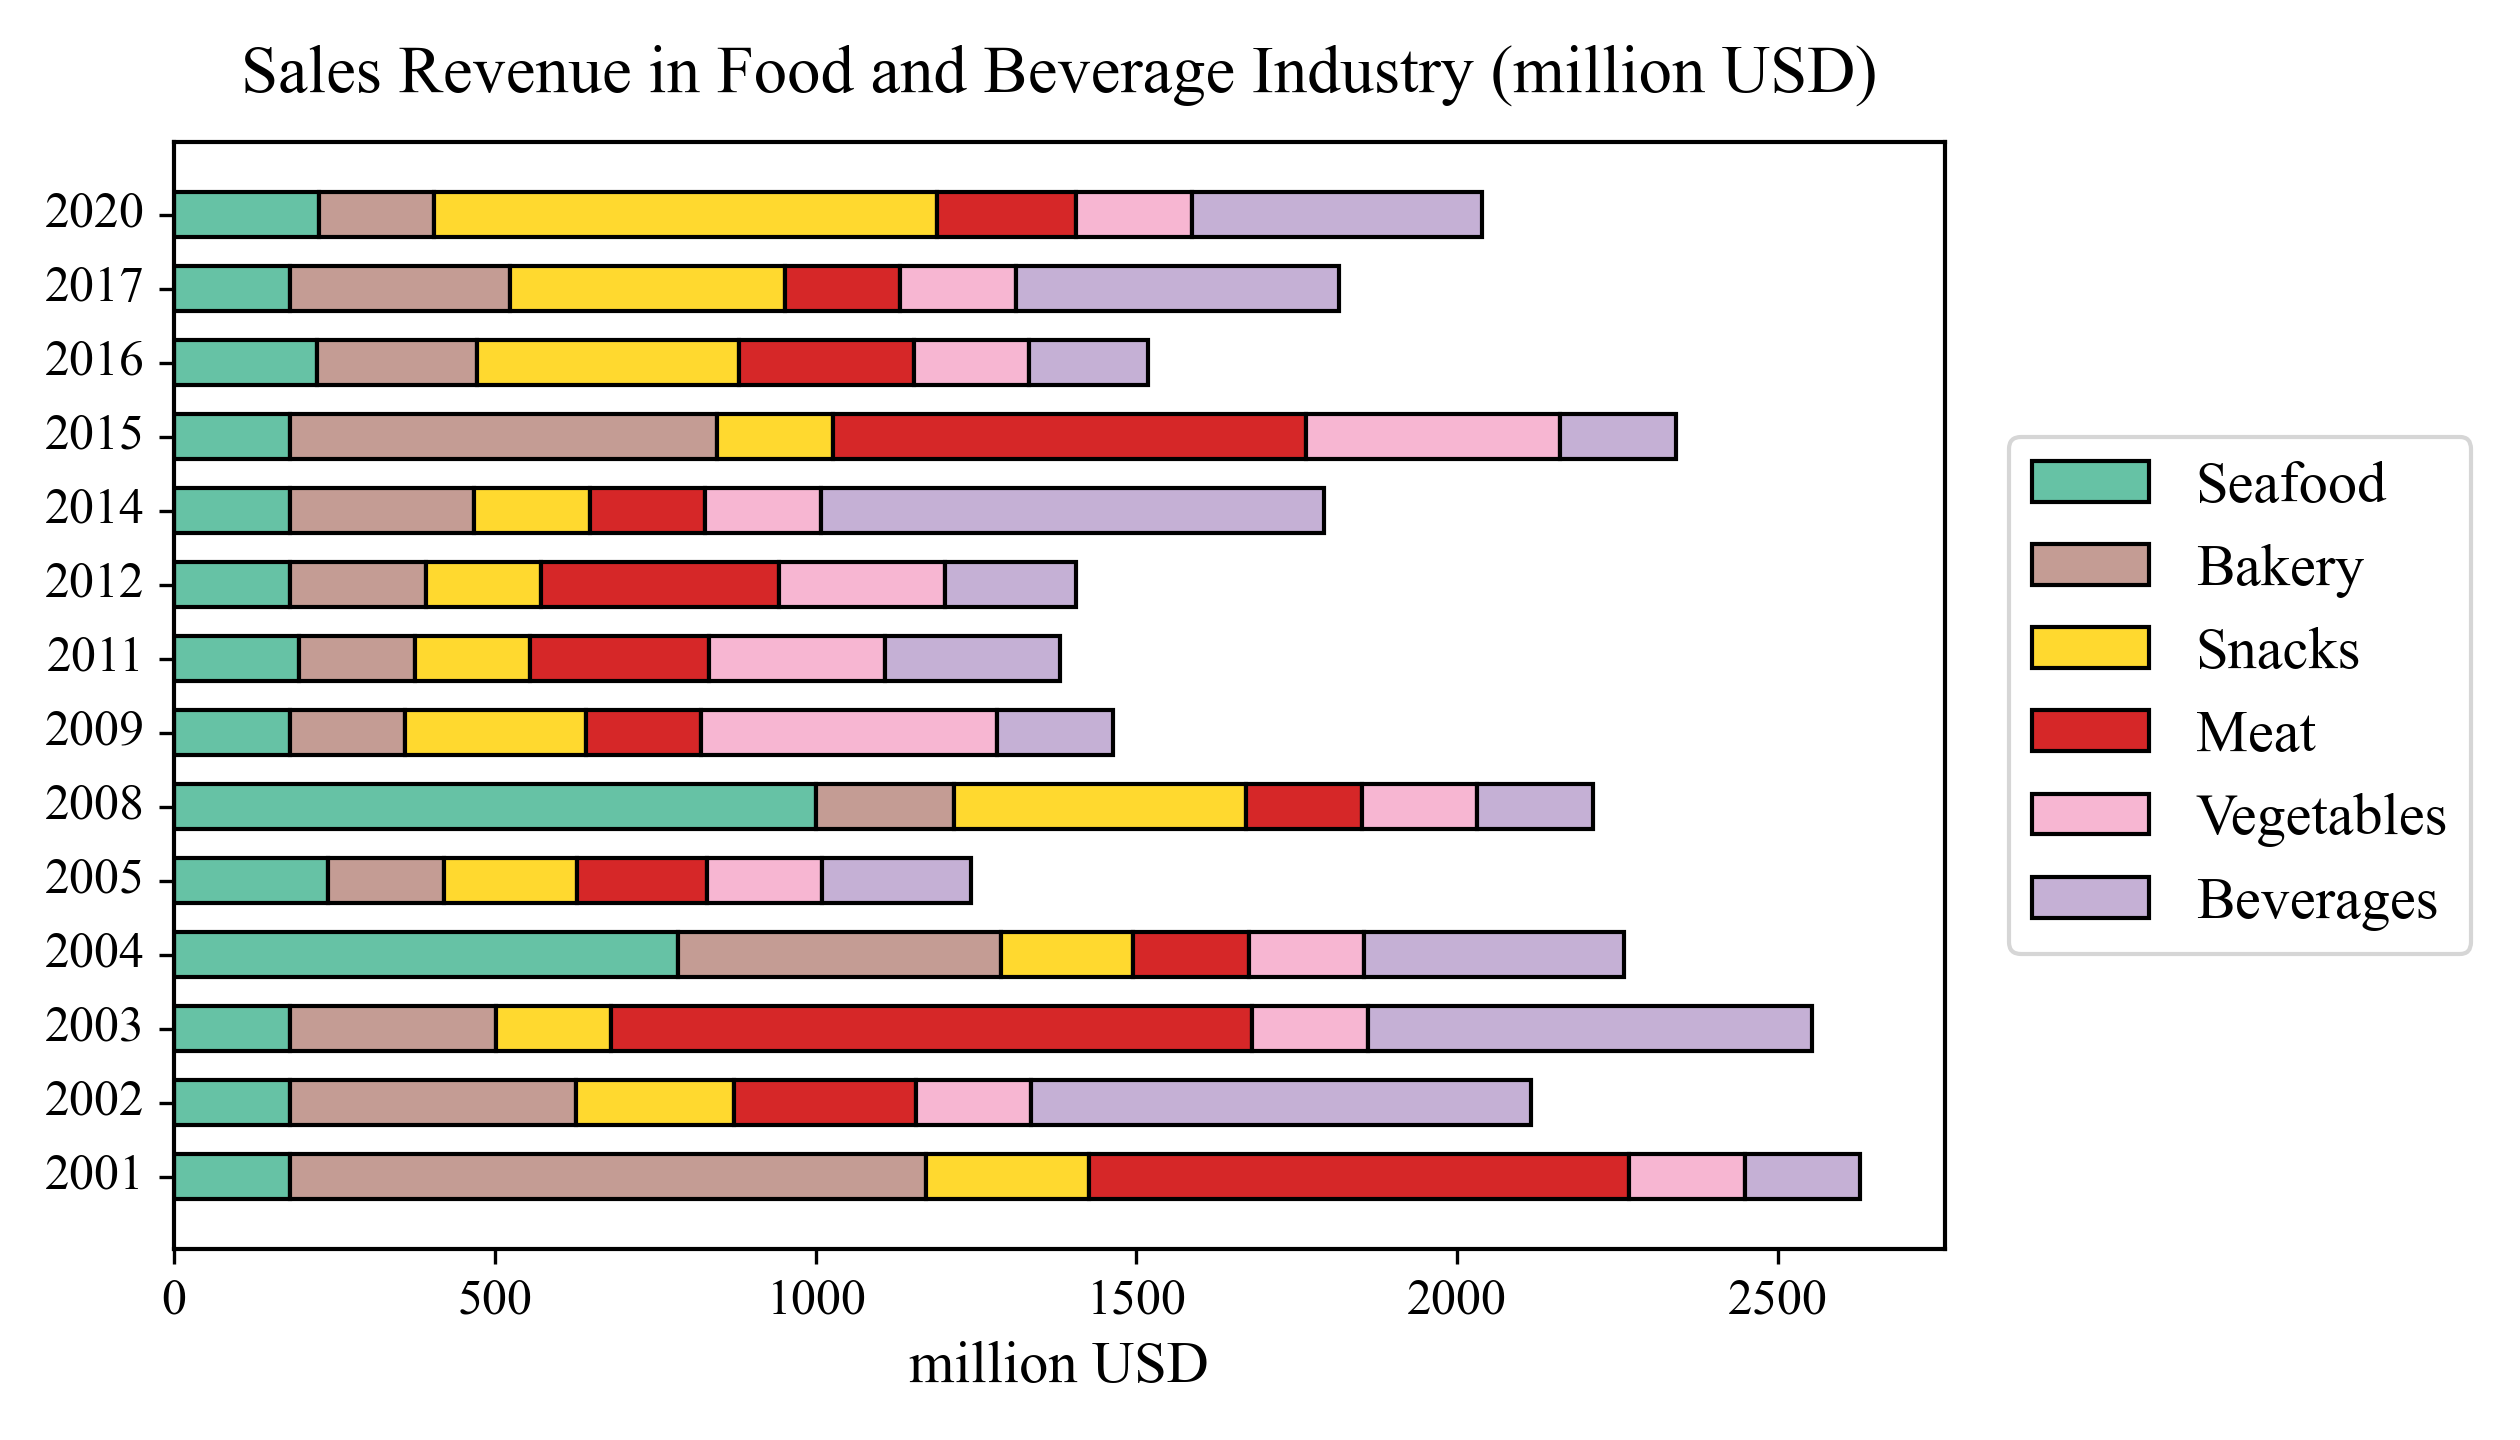 Sales Revenue in Food and Beverage Industry (million USD)
2020
2017
2016
2015
2014
2012
2011
2009
2008
2005
2004
2003
2002
2001
0 500 1000 1500 2000 2500
million USD
Seafood
Bakery
Snacks
Meat
Vegetables
Beverages